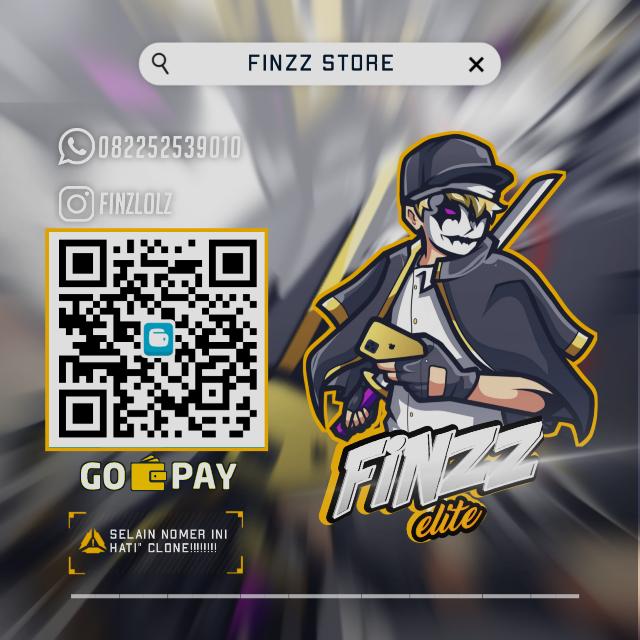 FINZZ STORE
082252539010
FINZLOLZ
GO PAY
SELAIN NOMER INI
HATI" CLONE!!!!!!!!
FiNZZ
elite